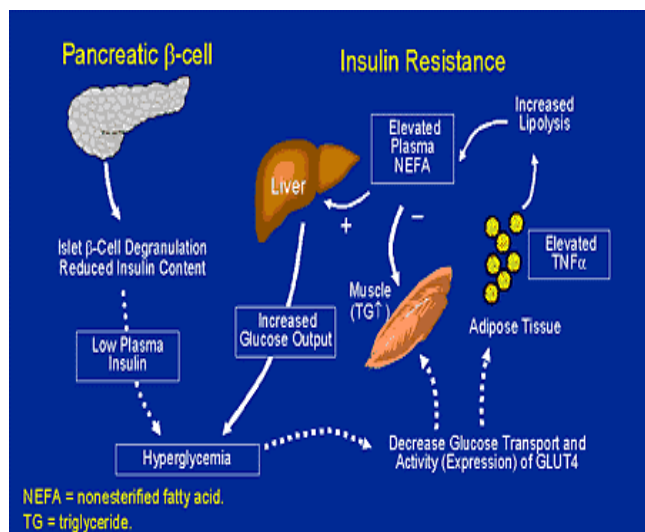 Pancreatic β-cell
Insulin Resistance
Increased
Lipolysis
Elevated
Plasma
NEFA
Liver
+
−
Islet β-Cell Degranulation
Reduced Insulin Content
Elevated
TNFα
Muscle
(TG↑)
Increased
Glucose Output
Adipose Tissue
Low Plasma
Insulin
Hyperglycemia
Decrease Glucose Transport and
Activity (Expression) of GLUT4
NEFA = nonesterified fatty acid.
TG = triglyceride.